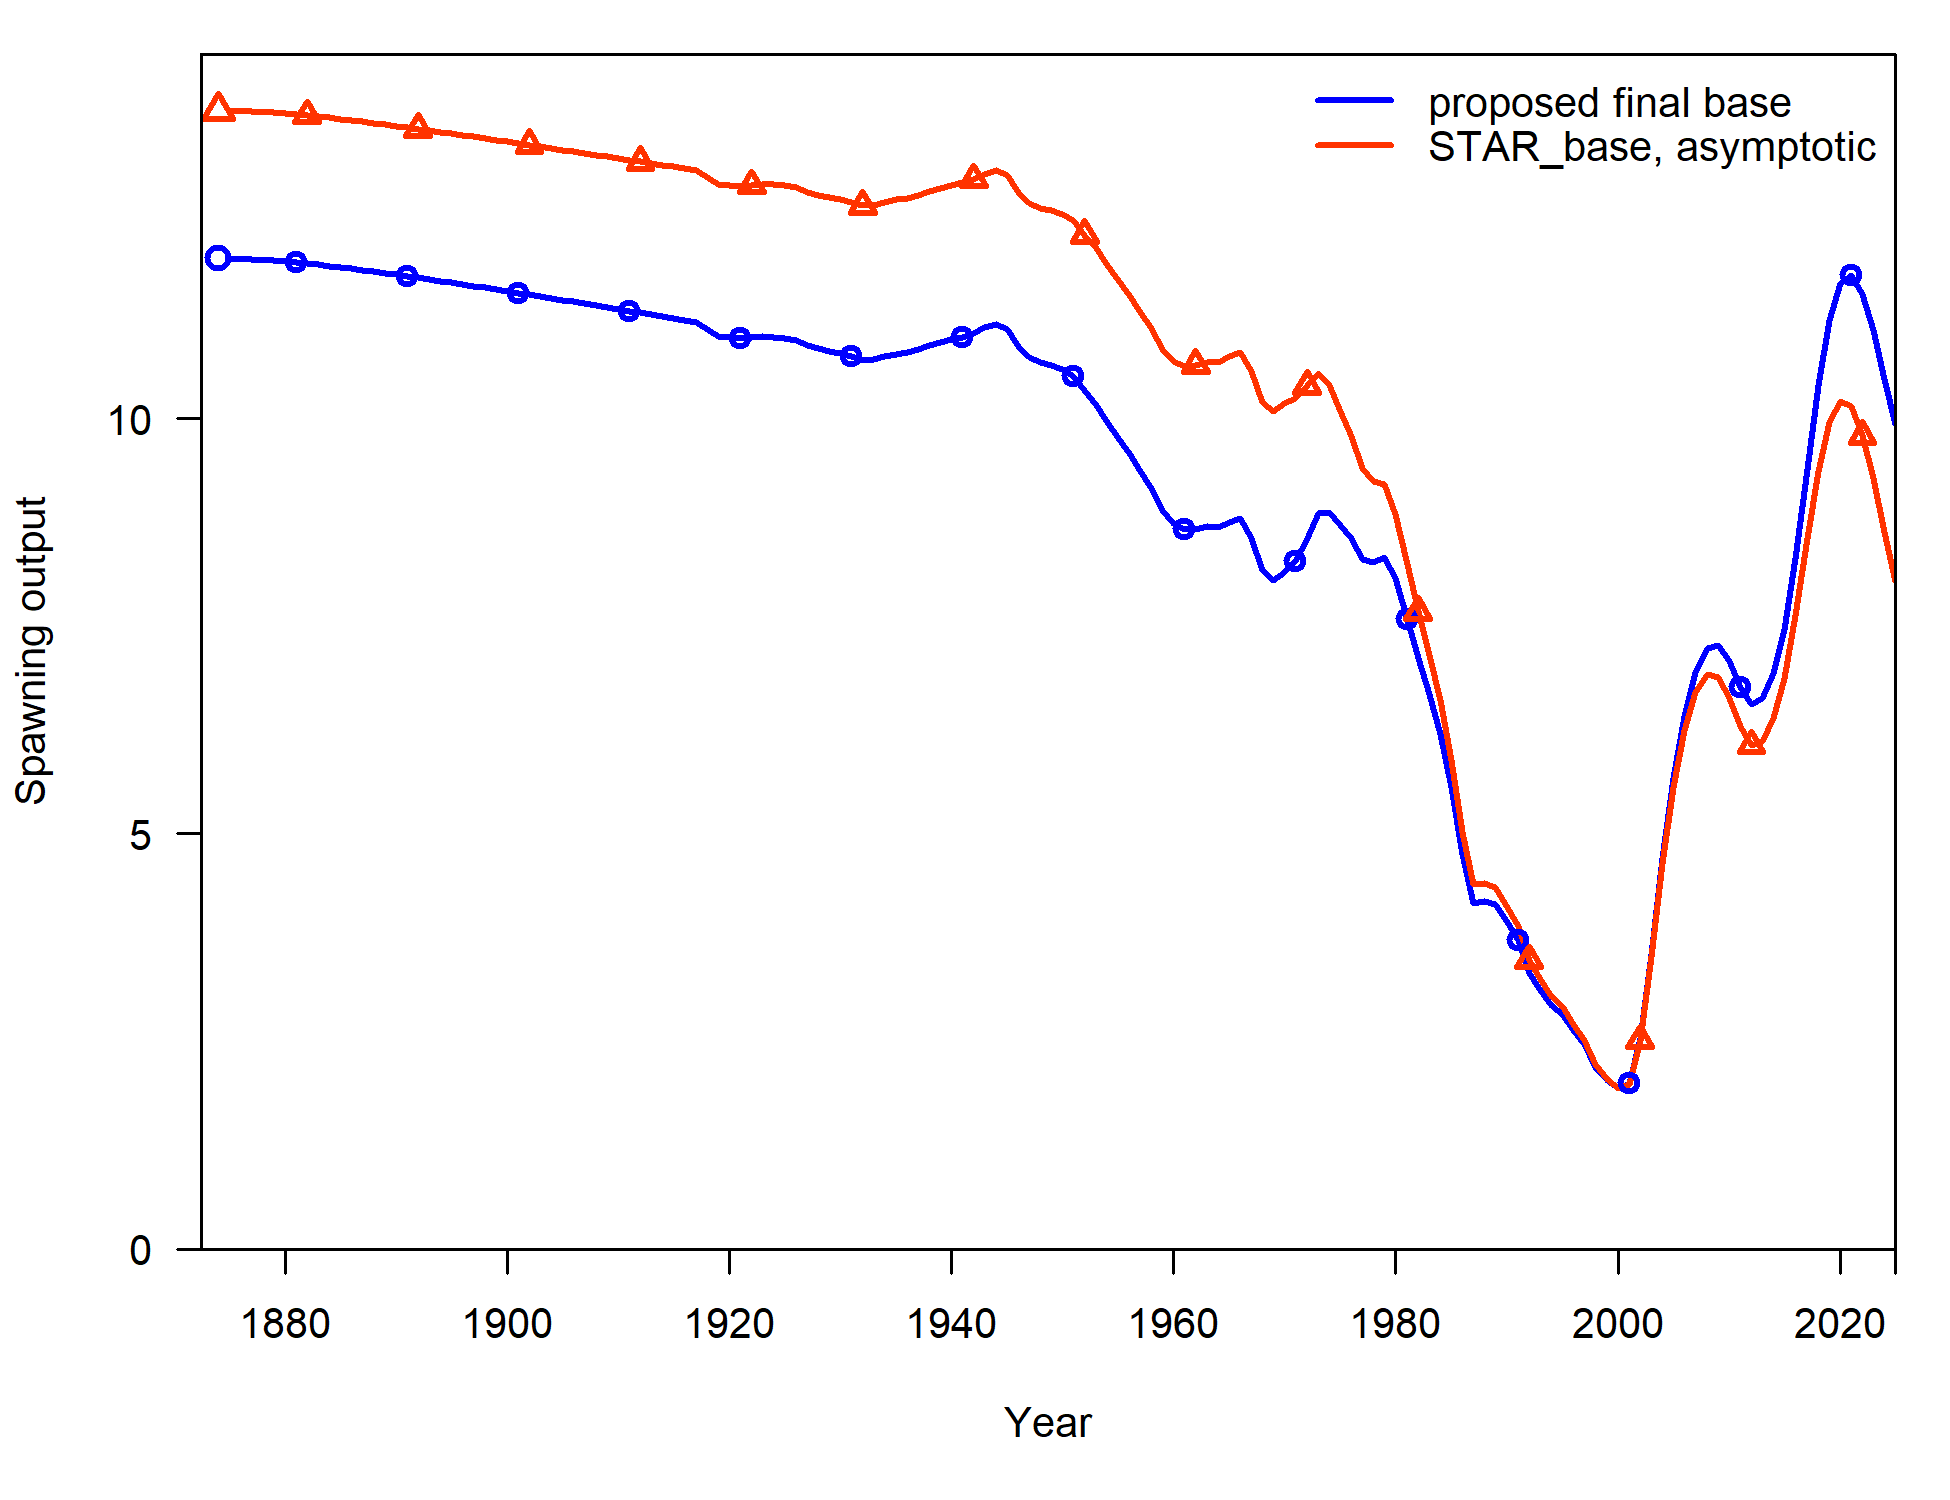 proposed final base
STAR_base, asymptotic
Spawning output
10
5
0
1880 1900 1920 1940 1960 1980 2000 2020
Year